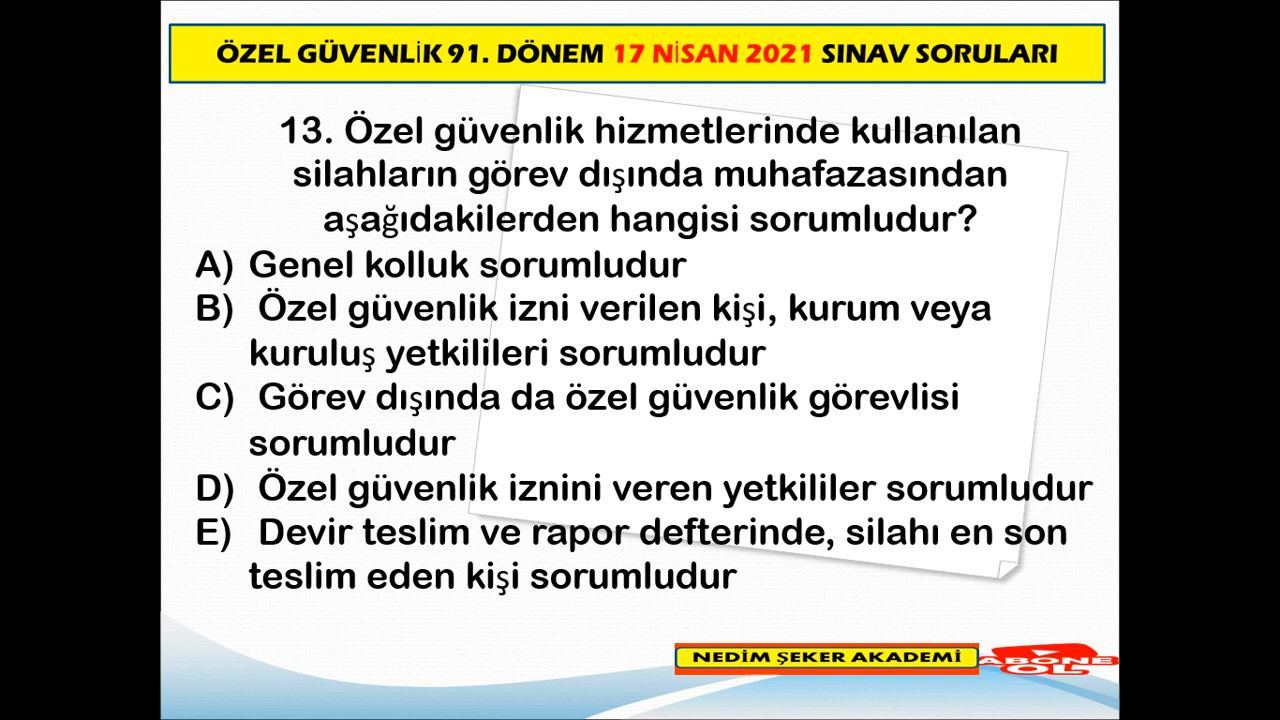 ÖZEL GÜVENLİK 91. DÖNEM 17 NİSAN 2021 SINAV SORULARI
13. Özel güvenlik hizmetlerinde kullanılan
silahların görev dışında muhafazasından
aşağıdakilerden hangisi sorumludur?
A) Genel kolluk sorumludur
B) Özel güvenlik izni verilen kişi, kurum veya
kuruluş yetkilileri sorumludur
C) Görev dışında da özel güvenlik görevlisi
sorumludur
D) Özel güvenlik iznini veren yetkililer sorumludur
E) Devir teslim ve rapor defterinde, silahı en son
teslim eden kişi sorumludur
NEDİM ŞEKER AKADEMİ
ABONE
OL